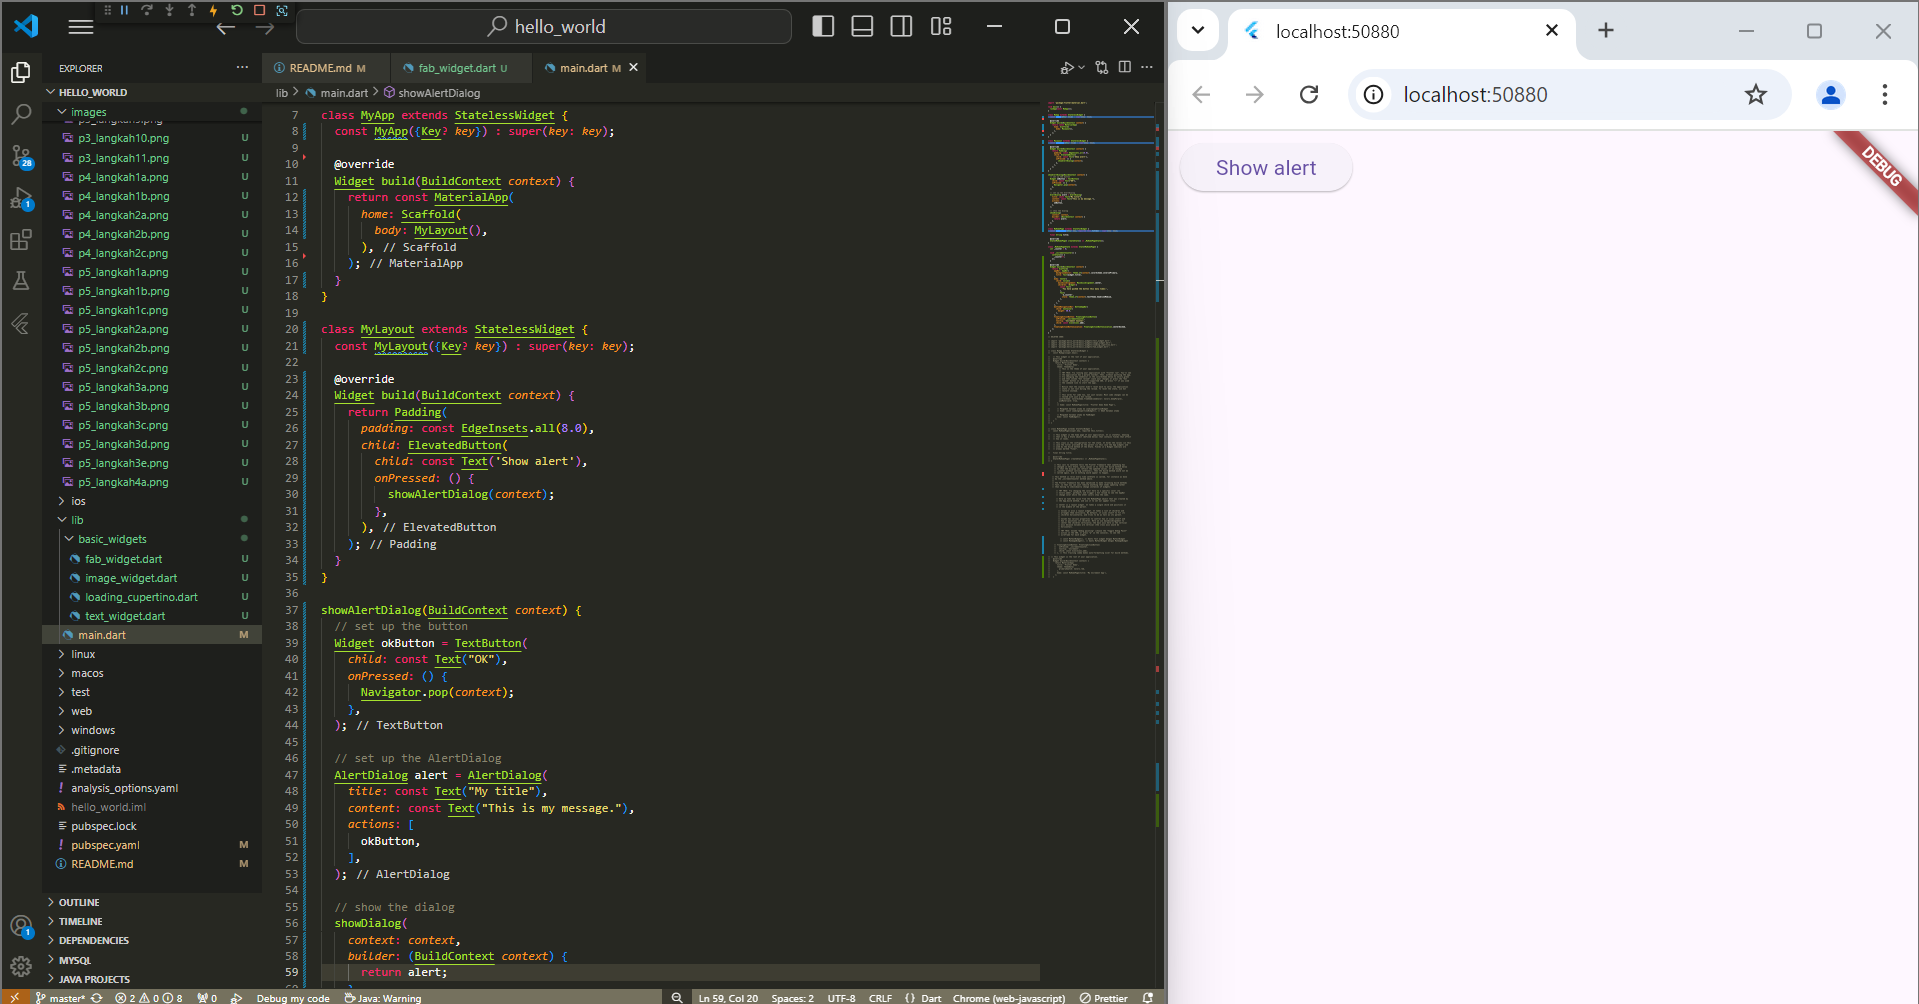 hello_world
EXPLORER
HELLO_WORLD
images
p3_langkah10.png U
p3_langkah11.png U
p4_langkah1a.png U
p4_langkah1b.png U
p4_langkah2a.png U
p4_langkah2b.png U
p4_langkah2c.png U
p5_langkah1a.png U
p5_langkah1b.png U
p5_langkah1c.png U
p5_langkah2a.png U
p5_langkah2b.png U
p5_langkah2c.png U
p5_langkah3a.png U
p5_langkah3b.png U
p5_langkah3c.png U
p5_langkah3d.png U
p5_langkah3e.png U
p5_langkah4a.png U
ios
lib
basic_widgets
fab_widget.dart U
image_widget.dart U
loading_cupertino.dart U
text_widget.dart U
main.dart M
linux
macos
test
web
windows
.gitignore
.metadata
analysis_options.yaml
hello_world.iml
pubspec.lock
pubspec.yaml M
README.md M
OUTLINE
TIMELINE
DEPENDENCIES
MYSQL
JAVA PROJECTS
28
1
1
README.md M fab_widget.dart U main.dart M
lib > main.dart > showAlertDialog
7 class MyApp extends StatelessWidget {
8 const MyApp({Key? key}) : super(key: key);
9
10 @override
11 Widget build(BuildContext context) {
12 return const MaterialApp(
13 home: Scaffold(
14 body: MyLayout(),
15 ), // Scaffold
16 ); // MaterialApp
17 }
18 }
19
20 class MyLayout extends StatelessWidget {
21 const MyLayout({Key? key}) : super(key: key);
22
23 @override
24 Widget build(BuildContext context) {
25 return Padding(
26 padding: const EdgeInsets.all(8.0),
27 child: ElevatedButton(
28 child: const Text('Show alert'),
29 onPressed: () {
30 showAlertDialog(context);
31 },
32 ), // ElevatedButton
33 ); // Padding
34 }
35 }
36
37 showAlertDialog(BuildContext context) {
38 // set up the button
39 Widget okButton = TextButton(
40 child: const Text("OK"),
41 onPressed: () {
42 Navigator.pop(context);
43 },
44 ); // TextButton
45
46 // set up the AlertDialog
47 AlertDialog alert = AlertDialog(
48 title: const Text("My title"),
49 content: const Text("This is my message."),
50 actions: [
51 okButton,
52 ],
53 ); // AlertDialog
54
55 // show the dialog
56 showDialog(
57 context: context,
58 builder: (BuildContext context) {
59 return alert;
master* 2 0 8 0 Debug my code Java: Warning Ln 59, Col 20 Spaces: 2 UTF-8 CRLF {} Dart Chrome (web-javascript) Prettier
localhost:50880
localhost:50880
Show alert
DEBUG